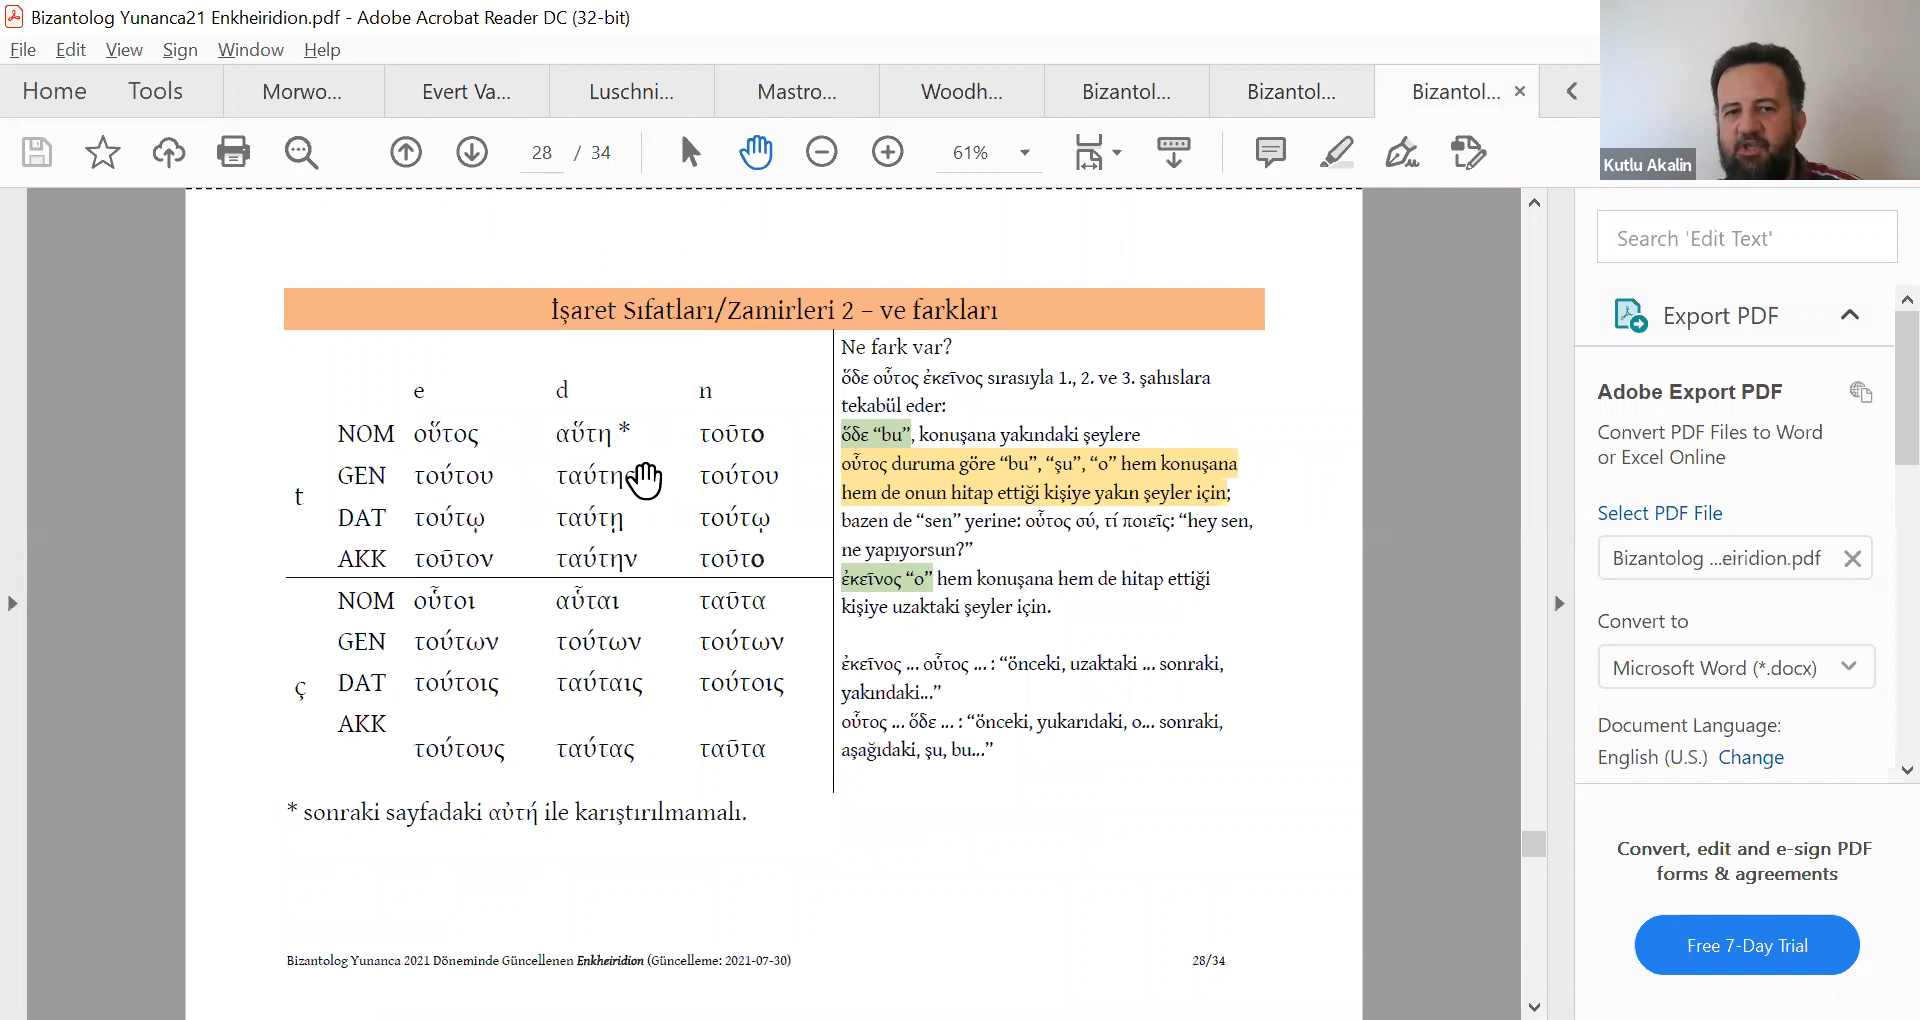 Bizantolog Yunanca21 Enkheiridion.pdf - Adobe Acrobat Reader DC (32-bit)
File Edit View Sign Window Help
Home Tools Morwo... Evert Va... Luschni... Mastro... Woodh... Bizantol... Bizantol... Bizantol...
28 / 34 61%
Kutlu Akalin
İşaret Sıfatları/Zamirleri 2 – ve farkları
e d n
t
NOM οὕτος αὕτη * τοῦτο
GEN τούτου ταύτης τούτου
DAT τούτῳ ταύτῃ τούτῳ
AKK τοῦτον ταύτην τοῦτο
ç
NOM οὗτοι αὗται ταῦτα
GEN τούτων τούτων τούτων
DAT τούτοις ταύταις τούτοις
AKK
τούτους ταύτας ταῦτα
* sonraki sayfadaki αὐτή ile karıştırılmamalı.
Ne fark var?
ὅδε οὗτος ἐκεῖνος sırasıyla 1., 2. ve 3. şahıslara
tekabül eder:
ὅδε “bu”, konuşana yakındaki şeylere
οὗτος duruma göre “bu”, “şu”, “o” hem konuşana
hem de onun hitap ettiği kişiye yakın şeyler için;
bazen de “sen” yerine: οὗτος σύ, τί ποιεῖς: “hey sen,
ne yapıyorsun?”
ἐκεῖνος “o” hem konuşana hem de hitap ettiği
kişiye uzaktaki şeyler için.
ἐκεῖνος ... οὗτος ... : “önceki, uzaktaki ... sonraki,
yakındaki...”
οὗτος ... ὅδε ... : “önceki, yukarıdaki, o... sonraki,
aşağıdaki, şu, bu...”
Bizantolog Yunanca 2021 Döneminde Güncellenen Enkheiridion (Güncelleme: 2021-07-30) 28/34
Search 'Edit Text'
Export PDF
Adobe Export PDF
Convert PDF Files to Word
or Excel Online
Select PDF File
Bizantolog ...eiridion.pdf
Convert to
Microsoft Word (*.docx)
Document Language:
English (U.S.) Change
Convert, edit and e-sign PDF
forms & agreements
Free 7-Day Trial